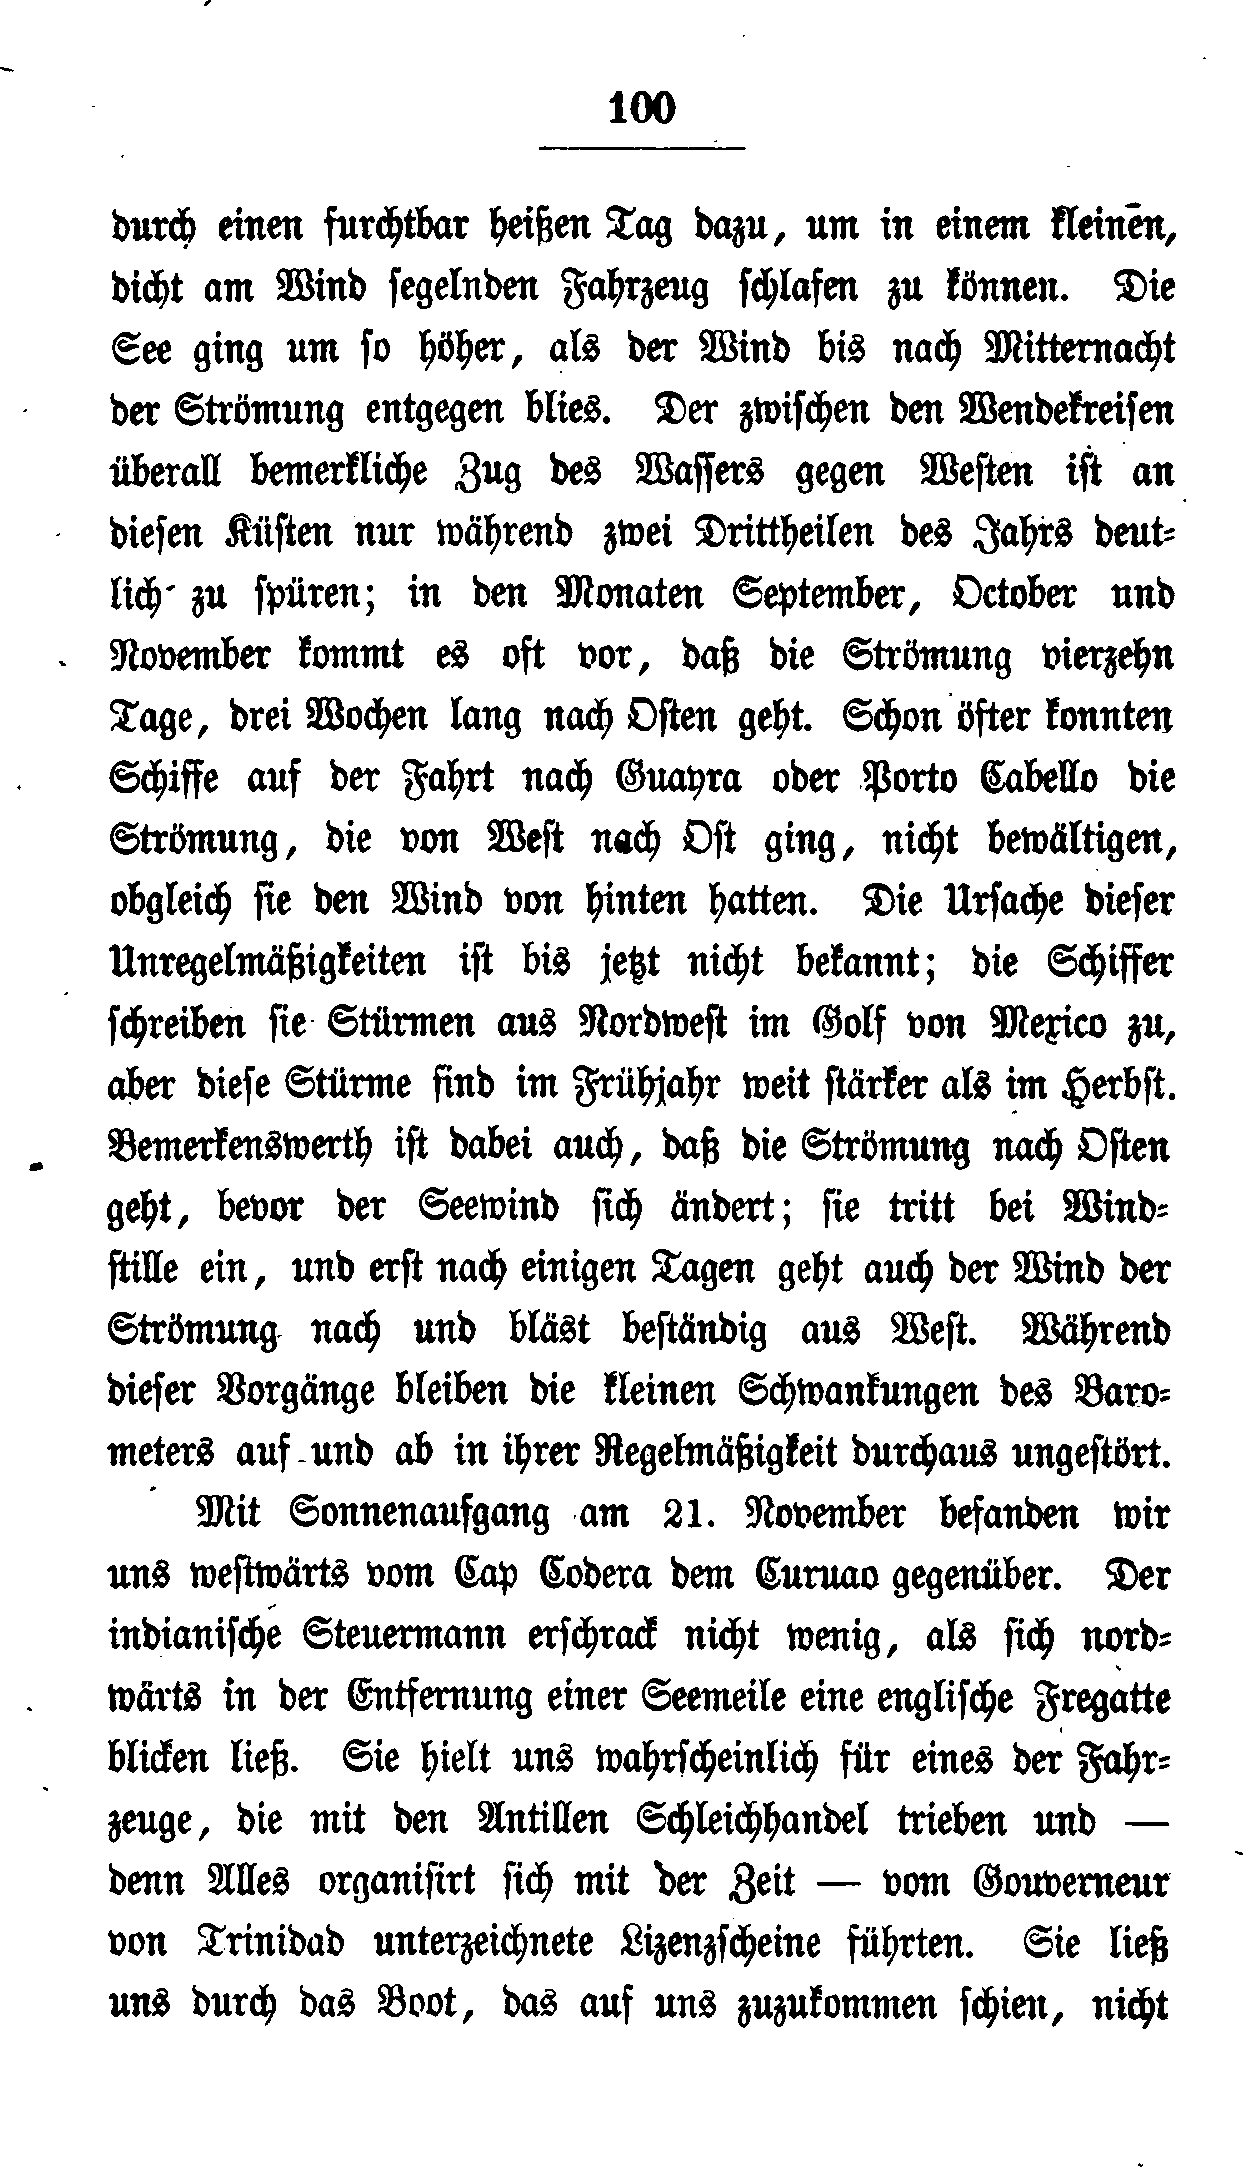 100
durch einen furchtbar heißen Tag dazu, um in einem kleinen,
dicht am Wind segelnden Fahrzeug schlafen zu können. Die
See ging um so höher, als der Wind bis nach Mitternacht
der Strömung entgegen blies. Der zwischen den Wendekreisen
überall bemerkliche Zug des Wassers gegen Westen ist an
diesen Küsten nur während zwei Drittheilen des Jahrs deut-
lich zu spüren; in den Monaten September, October und
November kommt es oft vor, daß die Strömung vierzehn
Tage, drei Wochen lang nach Osten geht. Schon öfter konnten
Schiffe auf der Fahrt nach Guayra oder Porto Cabello die
Strömung, die von West nach Ost ging, nicht bewältigen,
obgleich sie den Wind von hinten hatten. Die Ursache dieser
Unregelmäßigkeiten ist bis jetzt nicht bekannt; die Schiffer
schreiben sie Stürmen aus Nordwest im Golf von Mexico zu,
aber diese Stürme sind im Frühjahr weit stärker als im Herbst.
Bemerkenswerth ist dabei auch, daß die Strömung nach Osten
geht, bevor der Seewind sich ändert; sie tritt bei Wind-
stille ein, und erst nach einigen Tagen geht auch der Wind der
Strömung nach und bläst beständig aus West. Während
dieser Vorgänge bleiben die kleinen Schwankungen des Baro-
meters auf und ab in ihrer Regelmäßigkeit durchaus ungestört.
Mit Sonnenaufgang am 21. November befanden wir
uns westwärts vom Cap Codera dem Curuao gegenüber. Der
indianische Steuermann erschrack nicht wenig, als sich nord-
wärts in der Entfernung einer Seemeile eine englische Fregatte
blicken ließ. Sie hielt uns wahrscheinlich für eines der Fahr-
zeuge, die mit den Antillen Schleichhandel trieben und —
denn Alles organisirt sich mit der Zeit — vom Gouverneur
von Trinidad unterzeichnete Lizenzscheine führten. Sie ließ
uns durch das Boot, das auf uns zuzukommen schien, nicht